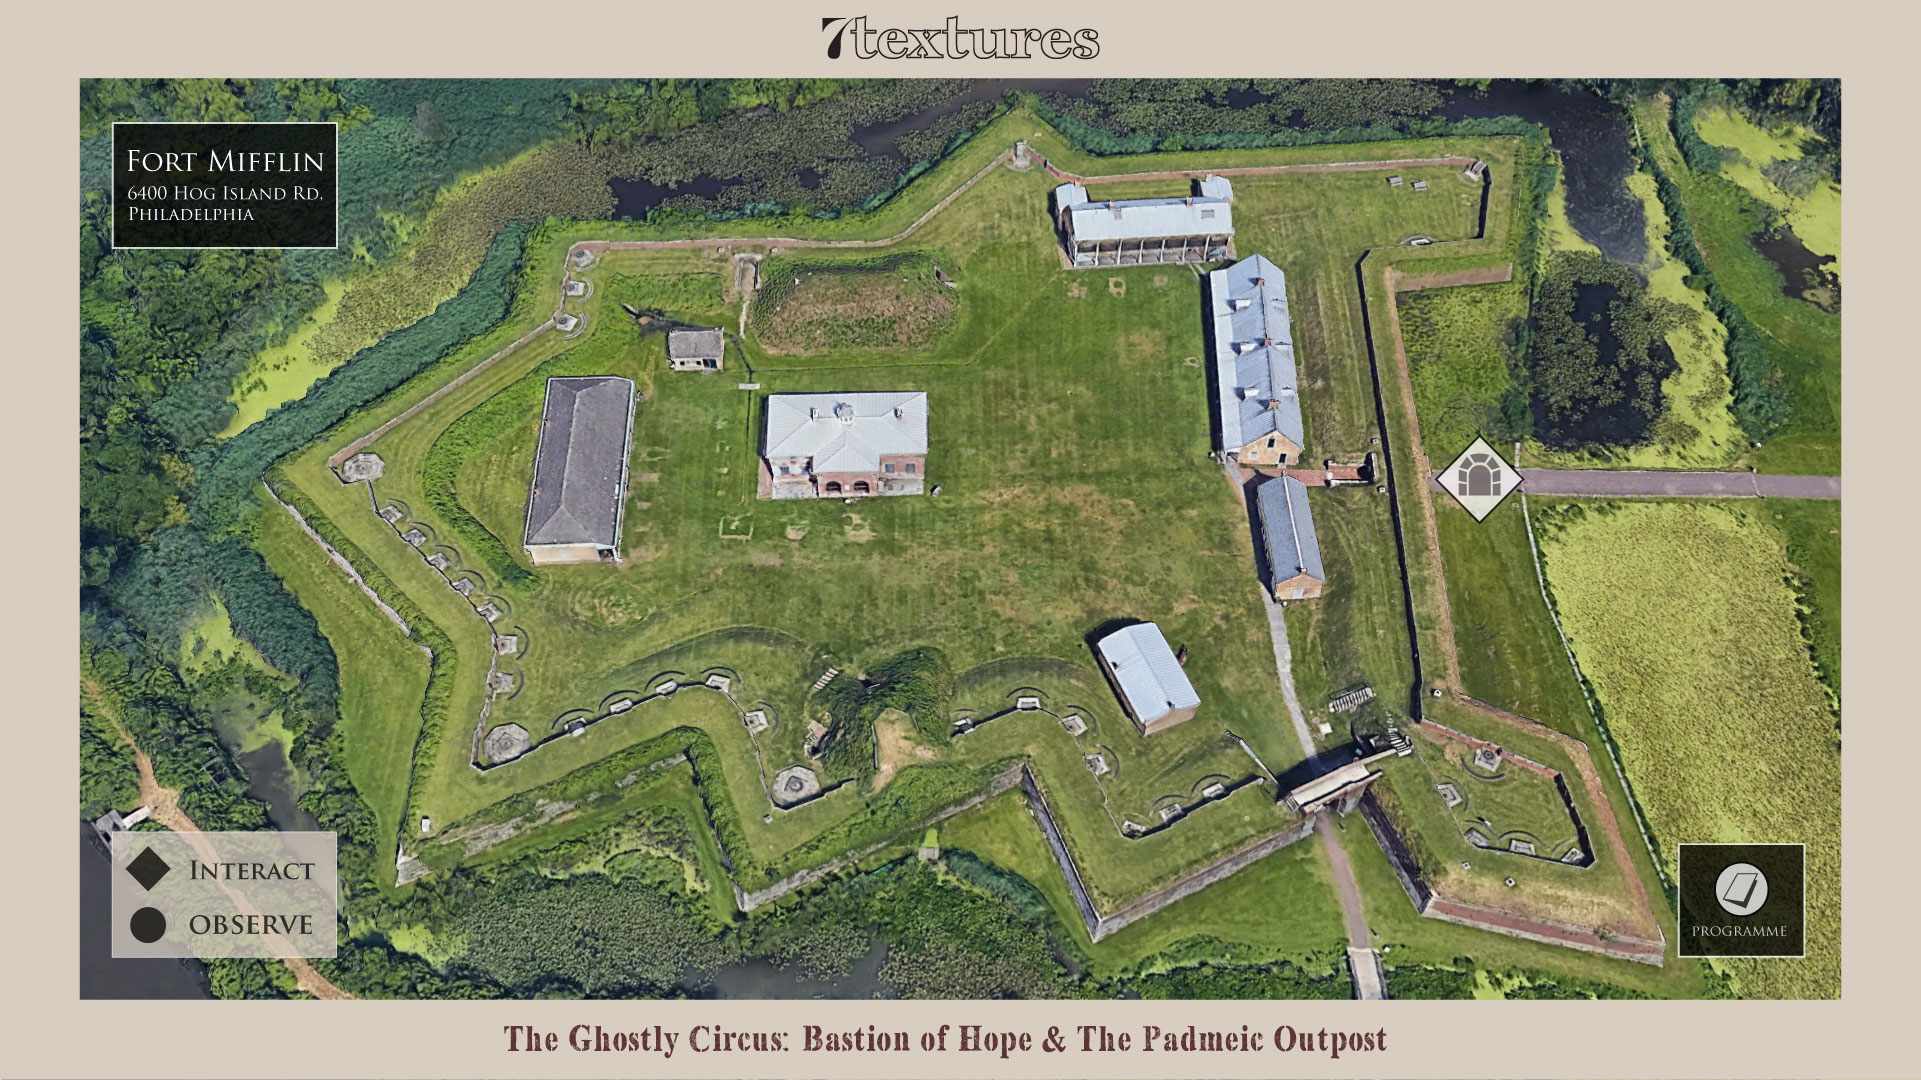 7textures
Fort Mifflin
6400 Hog Island Rd,
Philadelphia
Interact
Observe
Programme
The Ghostly Circus: Bastion of Hope & The Padmeic Outpost